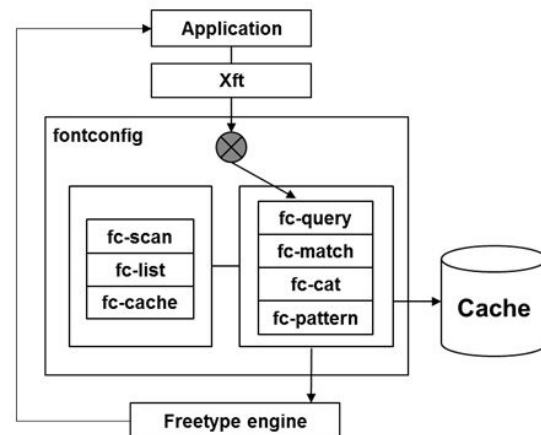 Application
Xft
fontconfig
fc-scan
fc-list
fc-cache
fc-query
fc-match
fc-cat
fc-pattern
Cache
Freetype engine